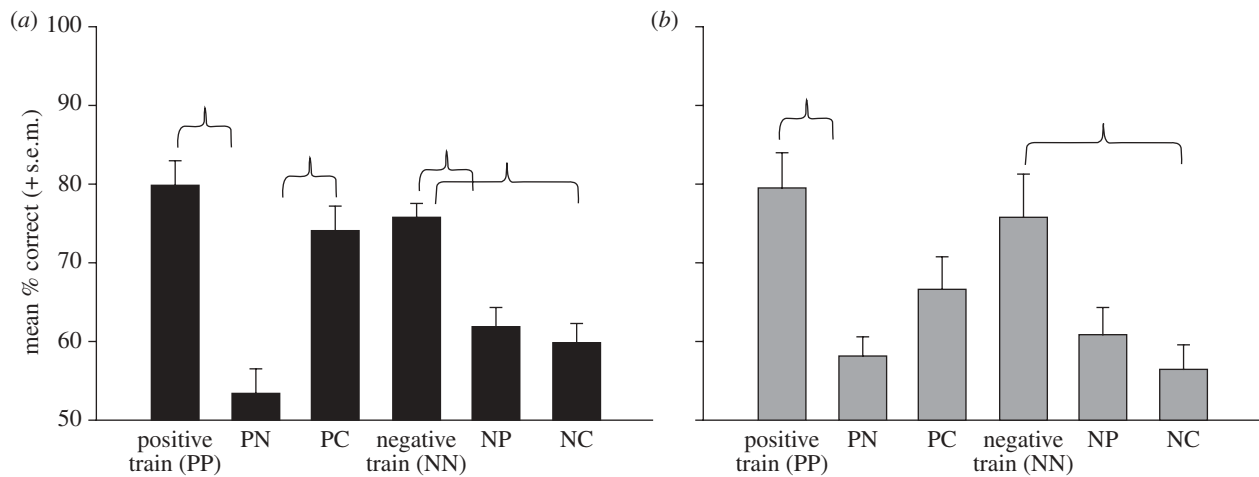 (a)
100
90
80
70
60
50
mean % correct (+ s.e.m.)
positive
train (PP)
PN
PC
negative
train (NN)
NP
NC
(b)
positive
train (PP)
PN
PC
negative
train (NN)
NP
NC